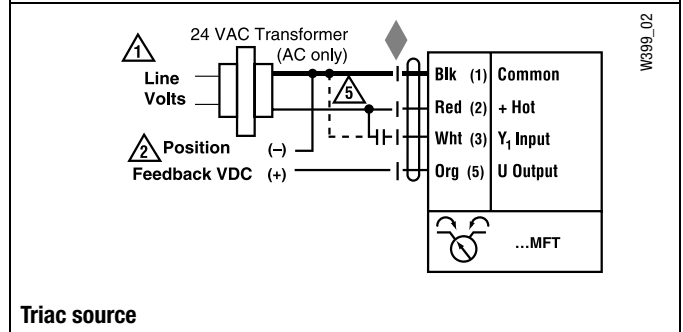 W399_02
24 VAC Transformer
(AC only)
1
Line
Volts
5
Blk (1) Common
Red (2) + Hot
Wht (3) Y₁ Input
Org (5) U Output
2 Position (–)
Feedback VDC (+)
...MFT
Triac source